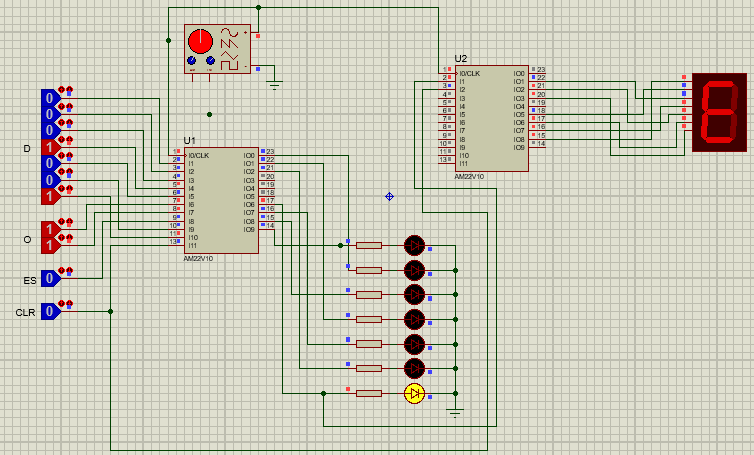 U2
1 I0/CLK IO0 23
2 I1 IO1 22
3 I2 IO2 21
4 I3 IO3 20
5 I4 IO4 19
6 I5 IO5 18
7 I6 IO6 17
8 I7 IO7 16
9 I8 IO8 15
10 I9 IO9 14
11 I10
13 I11
AM22V10
0
0
0
D 1
0
0
1
U1
1 I0/CLK IO0 23
2 I1 IO1 22
3 I2 IO2 21
4 I3 IO3 20
5 I4 IO4 19
6 I5 IO5 18
7 I6 IO6 17
8 I7 IO7 16
9 I8 IO8 15
10 I9 IO9 14
11 I10
13 I11
AM22V10
1
O 1
ES 0
CLR 0
6